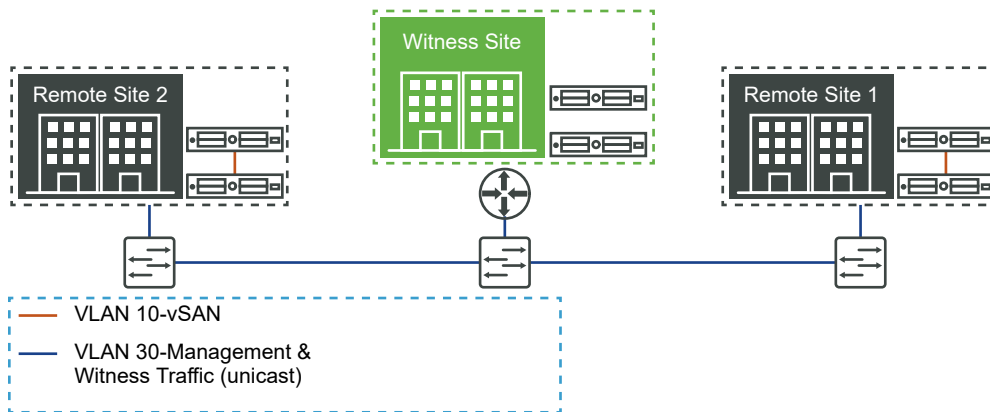 Witness Site
Remote Site 2
Remote Site 1
VLAN 10-vSAN
VLAN 30-Management &
Witness Traffic (unicast)